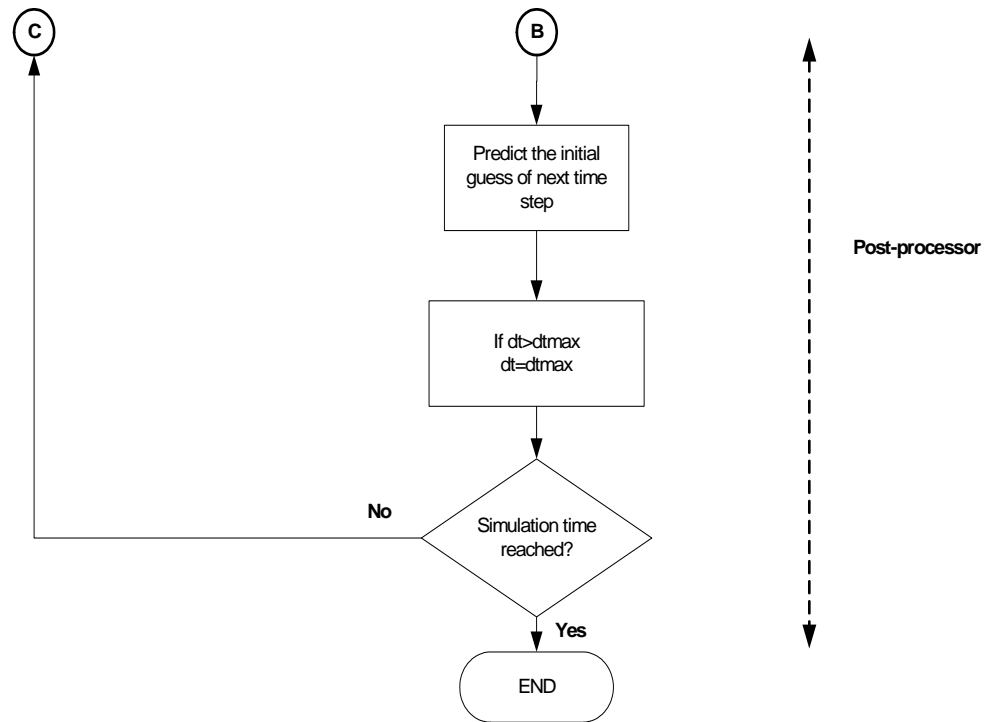 C
B
Predict the initial
guess of next time
step
Post-processor
If dt>dtmax
dt=dtmax
No
Simulation time
reached?
Yes
END